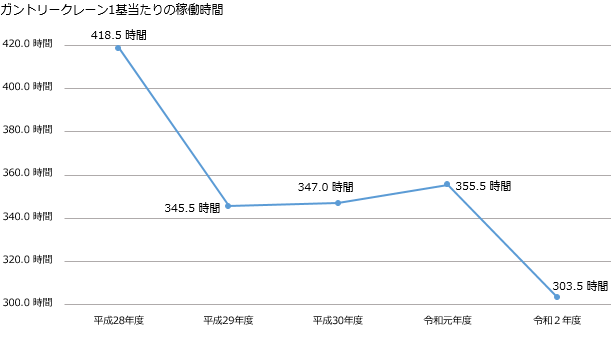 ガントリークレーン1基当たりの稼働時間
420.0 時間
400.0 時間
380.0 時間
360.0 時間
340.0 時間
320.0 時間
300.0 時間
418.5 時間
345.5 時間
347.0 時間
355.5 時間
303.5 時間
平成28年度
平成29年度
平成30年度
令和元年度
令和２年度